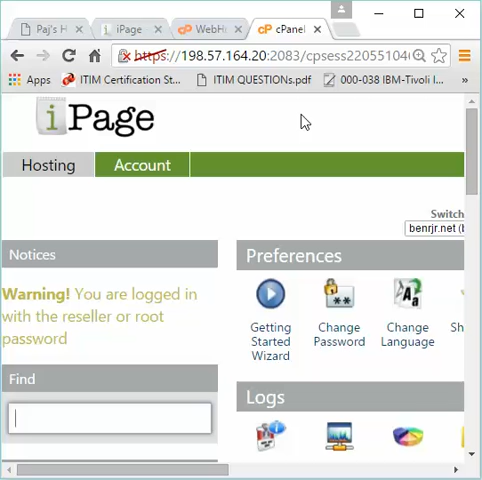 Paj's H
iPage
WebH
cPanel
https://198.57.164.20:2083/cpsess2205510
Apps
ITIM Certification St
ITIM QUESTIONs.pdf
000-038 IBM-Tivoli I
»
iPage
Hosting
Account
Switch
benrjr.net (
Notices
Preferences
Warning! You are logged in
with the reseller or root
password
Getting
Started
Wizard
Change
Password
Change
Language
Sh
Find
Logs